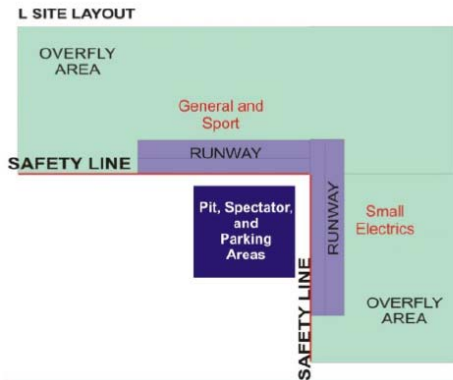 L SITE LAYOUT
OVERFLY
AREA
General and
Sport
RUNWAY
SAFETY LINE
Pit, Spectator,
and
Parking
Areas
RUNWAY
Small
Electrics
SAFETY LINE
OVERFLY
AREA